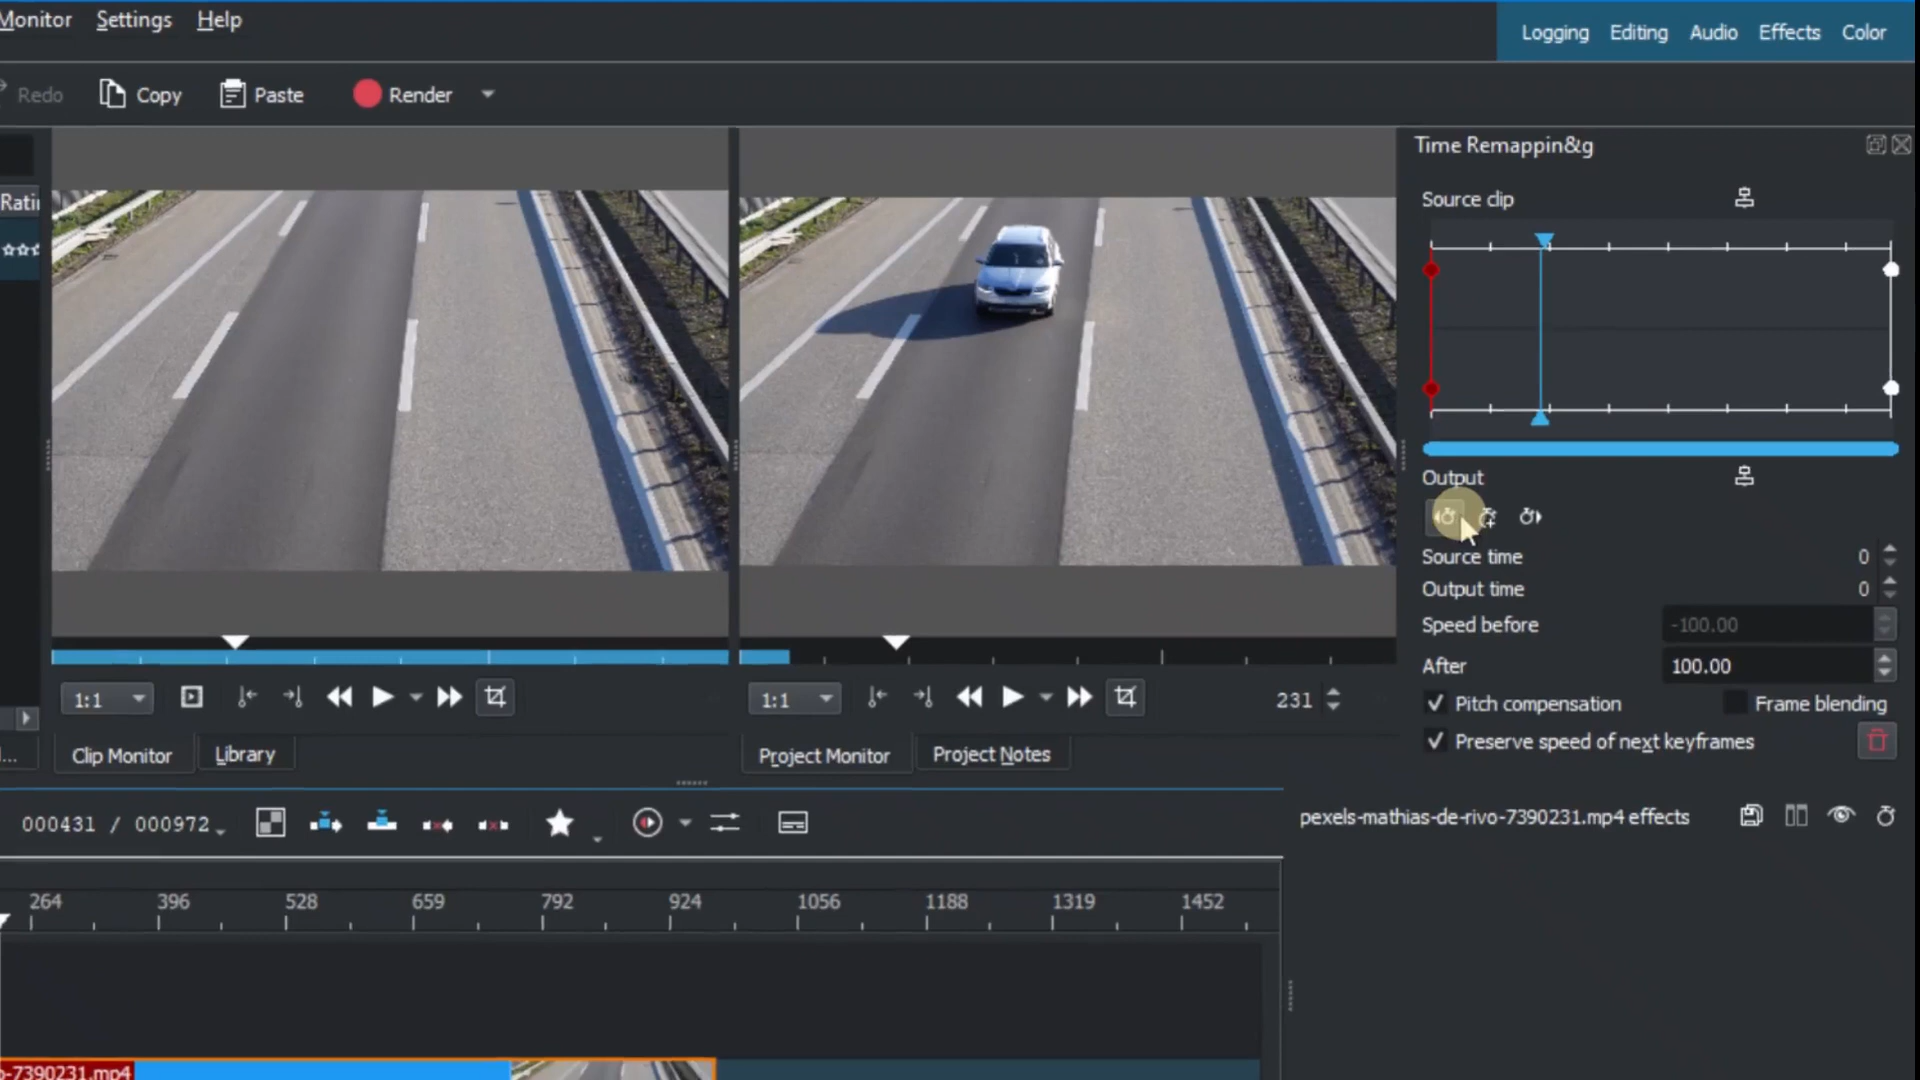 Monitor Settings Help
Logging Editing Audio Effects Color
Redo Copy Paste Render
Time Remappin&g
Source clip
Output
Source time 0
Output time 0
Speed before -100.00
After 100.00
Pitch compensation Frame blending
Preserve speed of next keyframes
1:1
1:1 231
... Clip Monitor Library
Project Monitor Project Notes
000431 / 000972
pexels-mathias-de-rivo-7390231.mp4 effects
264 396 528 659 792 924 1056 1188 1319 1452
o-7390231.mp4